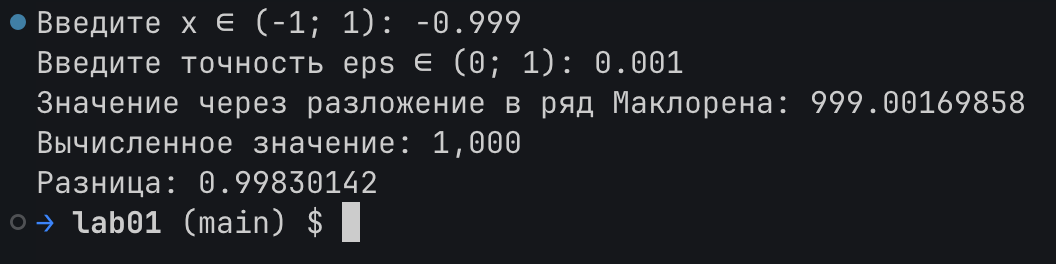 Введите x ∈ (-1; 1): -0.999
Введите точность eps ∈ (0; 1): 0.001
Значение через разложение в ряд Маклорена: 999.00169858
Вычисленное значение: 1,000
Разница: 0.99830142
→ lab01 (main) $